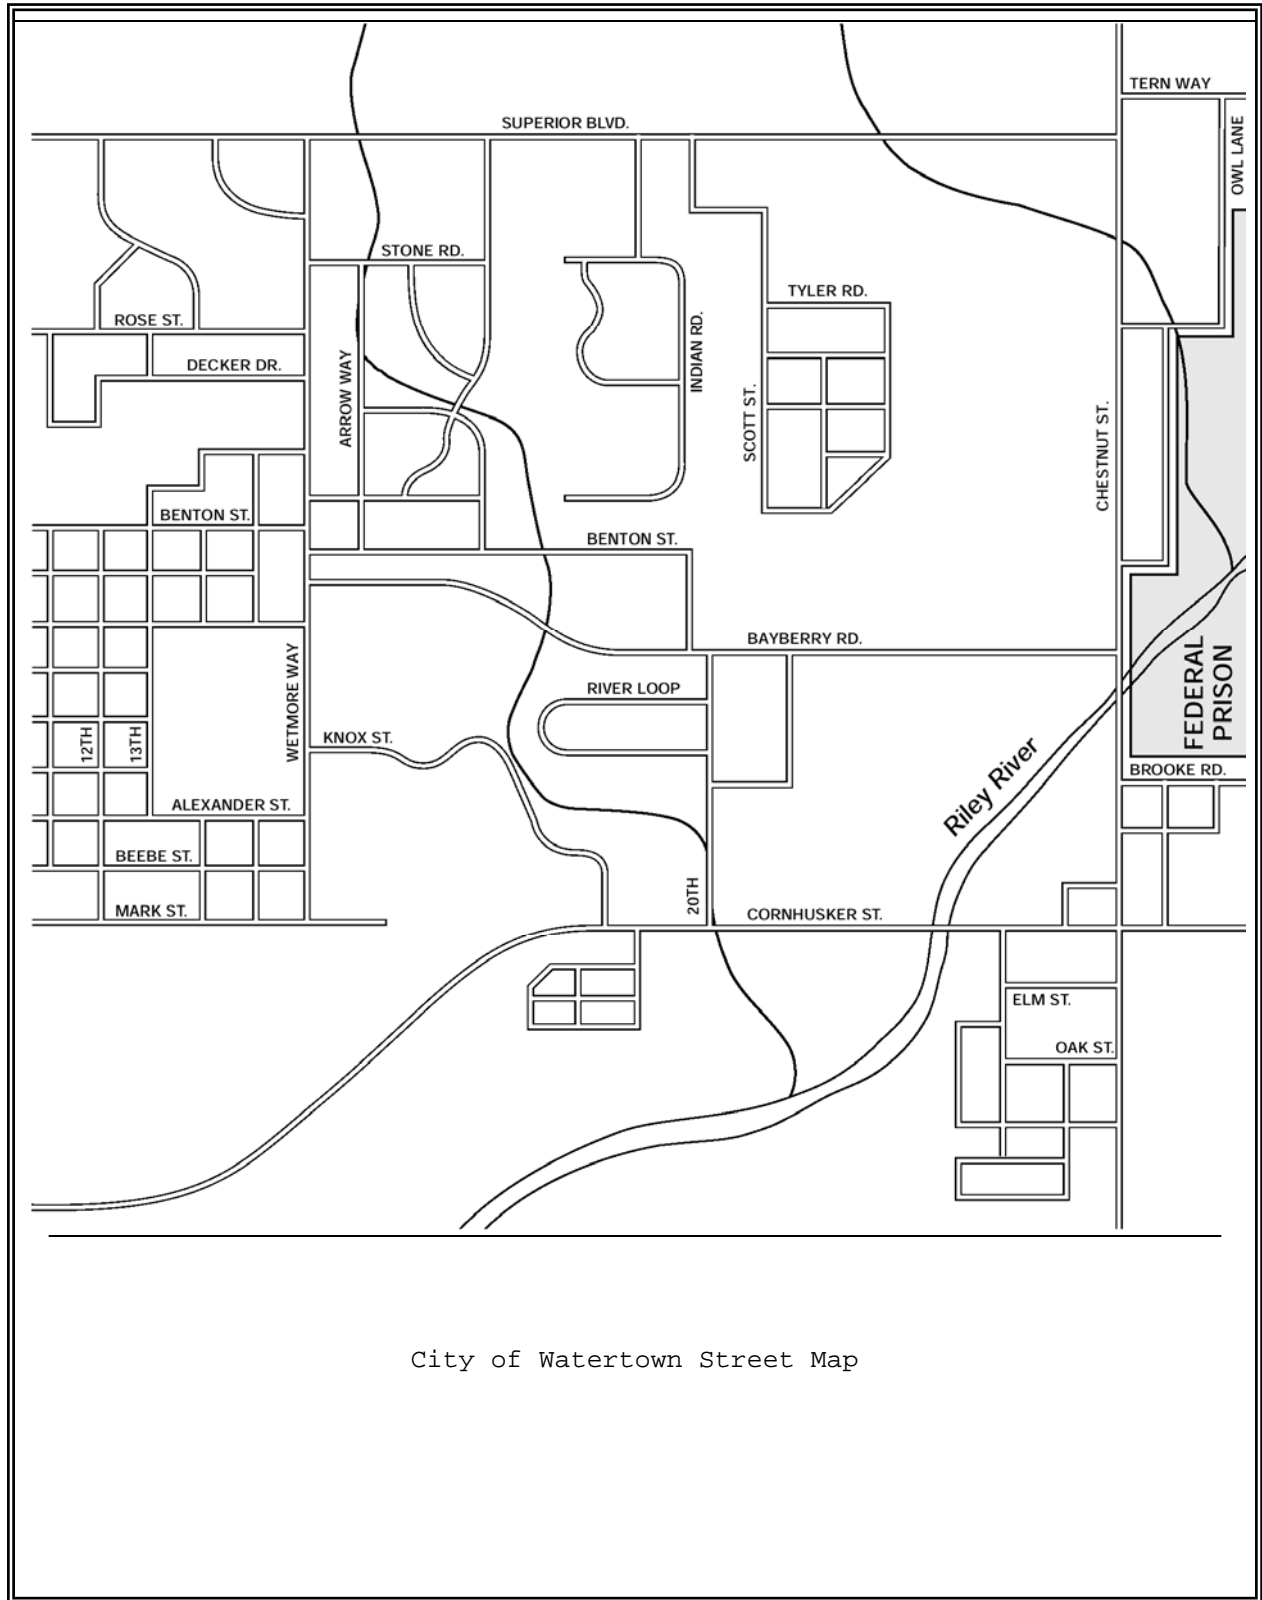 TERN WAY
SUPERIOR BLVD.
OWL LANE
STONE RD.
TYLER RD.
ROSE ST.
INDIAN RD.
DECKER DR.
ARROW WAY
SCOTT ST.
CHESTNUT ST.
BENTON ST.
BENTON ST.
BAYBERRY RD.
FEDERAL
PRISON
WETMORE WAY
RIVER LOOP
KNOX ST.
12TH
13TH
Riley River
BROOKE RD.
ALEXANDER ST.
BEEBE ST.
20TH
MARK ST.
CORNHUSKER ST.
ELM ST.
OAK ST.
City of Watertown Street Map